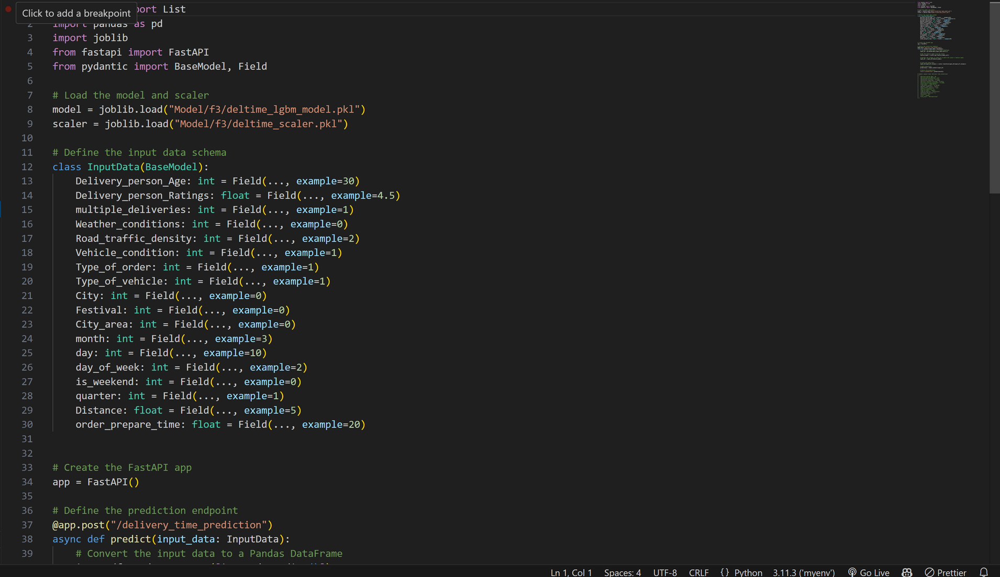 Click to add a breakpoint
port List
2 import pandas as pd
3 import joblib
4 from fastapi import FastAPI
5 from pydantic import BaseModel, Field
6
7 # Load the model and scaler
8 model = joblib.load("Model/f3/deltime_lgbm_model.pkl")
9 scaler = joblib.load("Model/f3/deltime_scaler.pkl")
10
11 # Define the input data schema
12 class InputData(BaseModel):
13     Delivery_person_Age: int = Field(..., example=30)
14     Delivery_person_Ratings: float = Field(..., example=4.5)
15     multiple_deliveries: int = Field(..., example=1)
16     Weather_conditions: int = Field(..., example=0)
17     Road_traffic_density: int = Field(..., example=2)
18     Vehicle_condition: int = Field(..., example=1)
19     Type_of_order: int = Field(..., example=1)
20     Type_of_vehicle: int = Field(..., example=1)
21     City: int = Field(..., example=0)
22     Festival: int = Field(..., example=0)
23     City_area: int = Field(..., example=0)
24     month: int = Field(..., example=3)
25     day: int = Field(..., example=10)
26     day_of_week: int = Field(..., example=2)
27     is_weekend: int = Field(..., example=0)
28     quarter: int = Field(..., example=1)
29     Distance: float = Field(..., example=5)
30     order_prepare_time: float = Field(..., example=20)
31
32
33 # Create the FastAPI app
34 app = FastAPI()
35
36 # Define the prediction endpoint
37 @app.post("/delivery_time_prediction")
38 async def predict(input_data: InputData):
39     # Convert the input data to a Pandas DataFrame
Ln 1, Col 1 Spaces: 4 UTF-8 CRLF {} Python 3.11.3 ('myenv') Go Live Prettier